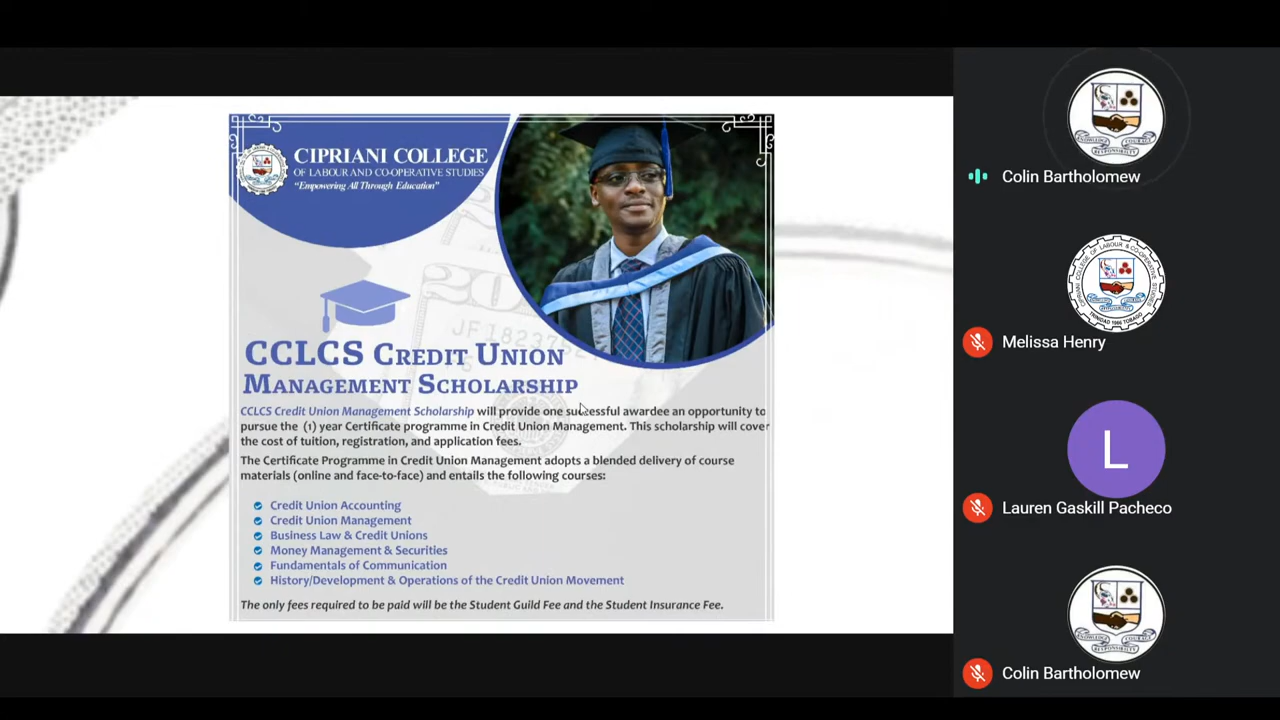 CIPRIANI COLLEGE
OF LABOUR AND CO-OPERATIVE STUDIES
"Empowering All Through Education"
CCLCS CREDIT UNION
MANAGEMENT SCHOLARSHIP
CCLCS Credit Union Management Scholarship will provide one successful awardee an opportunity to
pursue the (1) year Certificate programme in Credit Union Management. This scholarship will cover
the cost of tuition, registration, and application fees.
The Certificate Programme in Credit Union Management adopts a blended delivery of course
materials (online and face-to-face) and entails the following courses:
Credit Union Accounting
Credit Union Management
Business Law & Credit Unions
Money Management & Securities
Fundamentals of Communication
History/Development & Operations of the Credit Union Movement
The only fees required to be paid will be the Student Guild Fee and the Student Insurance Fee.
Colin Bartholomew
Melissa Henry
L
Lauren Gaskill Pacheco
Colin Bartholomew